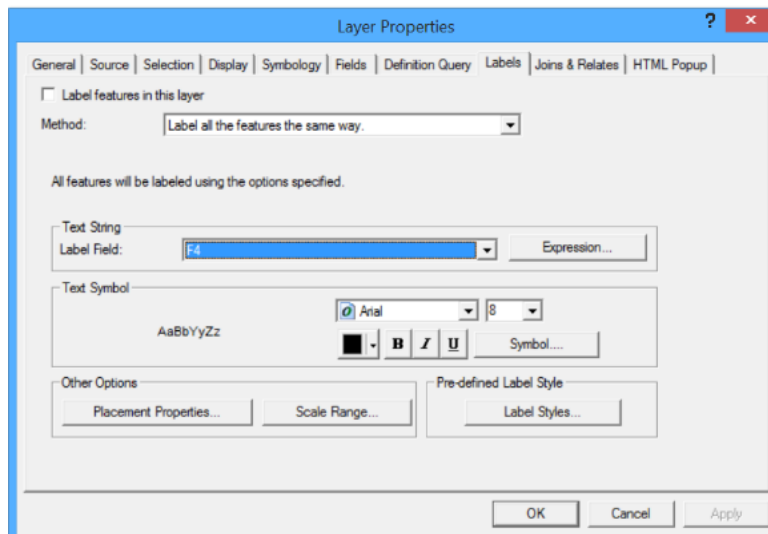 Layer Properties
?
General Source Selection Display Symbology Fields Definition Query Labels Joins & Relates HTML Popup
Label features in this layer
Method: Label all the features the same way.
All features will be labeled using the options specified.
Text String
Label Field: F4 Expression...
Text Symbol
AaBbYyZz
Arial 8
B I U Symbol....
Other Options
Placement Properties... Scale Range...
Pre-defined Label Style
Label Styles...
OK Cancel Apply